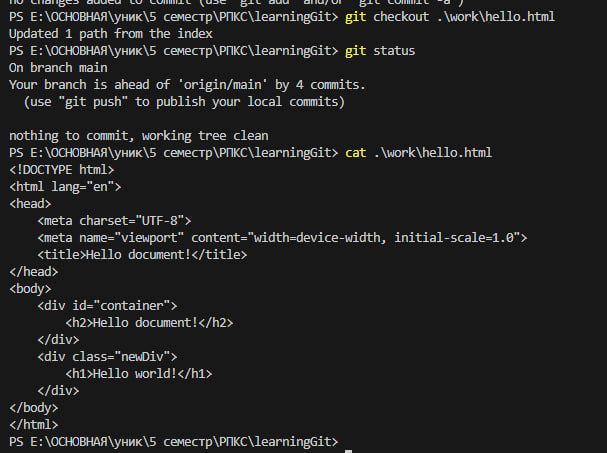 no changes added to commit (use "git add" and/or "git commit -a")
PS E:\ОСНОВНАЯ\уник\5 семестр\РПКС\learningGit> git checkout .\work\hello.html
Updated 1 path from the index
PS E:\ОСНОВНАЯ\уник\5 семестр\РПКС\learningGit> git status
On branch main
Your branch is ahead of 'origin/main' by 4 commits.
  (use "git push" to publish your local commits)

nothing to commit, working tree clean
PS E:\ОСНОВНАЯ\уник\5 семестр\РПКС\learningGit> cat .\work\hello.html
<!DOCTYPE html>
<html lang="en">
<head>
    <meta charset="UTF-8">
    <meta name="viewport" content="width=device-width, initial-scale=1.0">
    <title>Hello document!</title>
</head>
<body>
    <div id="container">
        <h2>Hello document!</h2>
    </div>
    <div class="newDiv">
        <h1>Hello world!</h1>
    </div>
</body>
</html>
PS E:\ОСНОВНАЯ\уник\5 семестр\РПКС\learningGit>